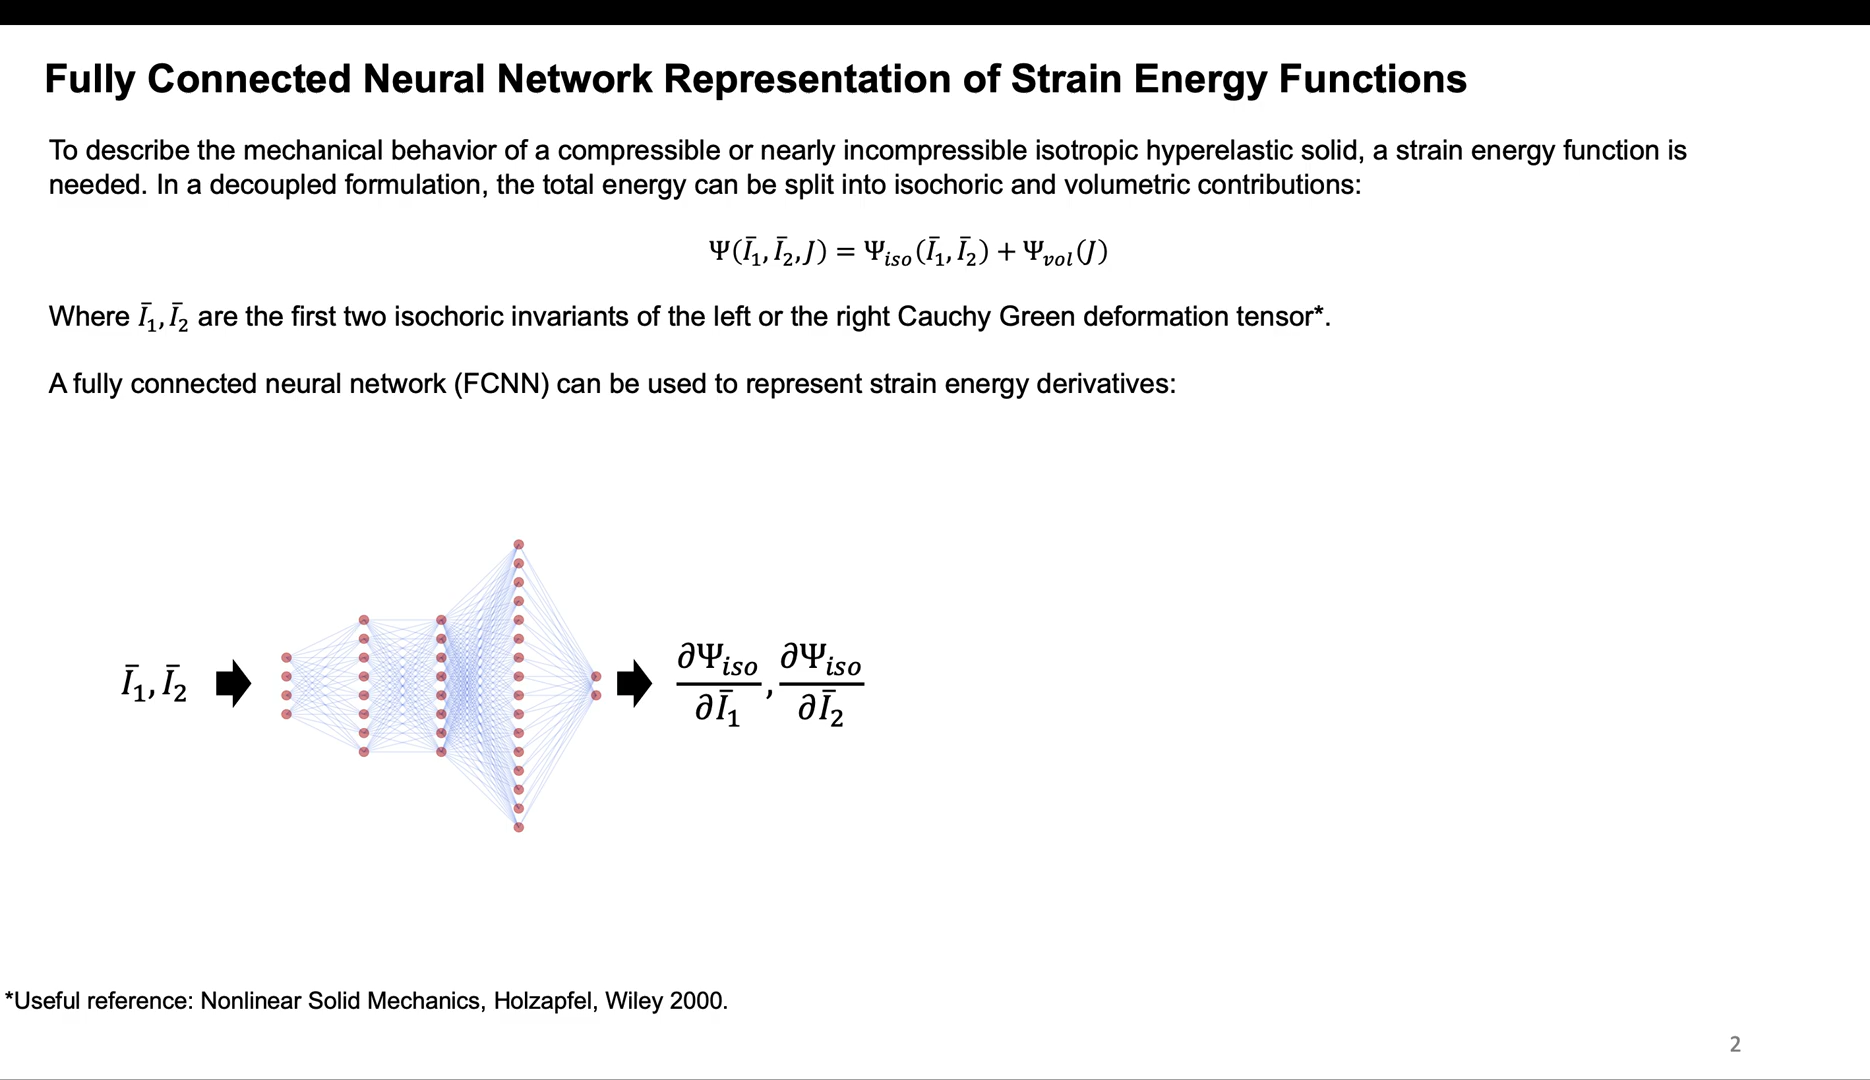 Fully Connected Neural Network Representation of Strain Energy Functions
To describe the mechanical behavior of a compressible or nearly incompressible isotropic hyperelastic solid, a strain energy function is
needed. In a decoupled formulation, the total energy can be split into isochoric and volumetric contributions:
Ψ(Ī₁, Ī₂, J) = Ψ_iso(Ī₁, Ī₂) + Ψ_vol(J)
Where Ī₁, Ī₂ are the first two isochoric invariants of the left or the right Cauchy Green deformation tensor*.
A fully connected neural network (FCNN) can be used to represent strain energy derivatives:
Ī₁, Ī₂
∂Ψ_iso/∂Ī₁, ∂Ψ_iso/∂Ī₂
*Useful reference: Nonlinear Solid Mechanics, Holzapfel, Wiley 2000.
2